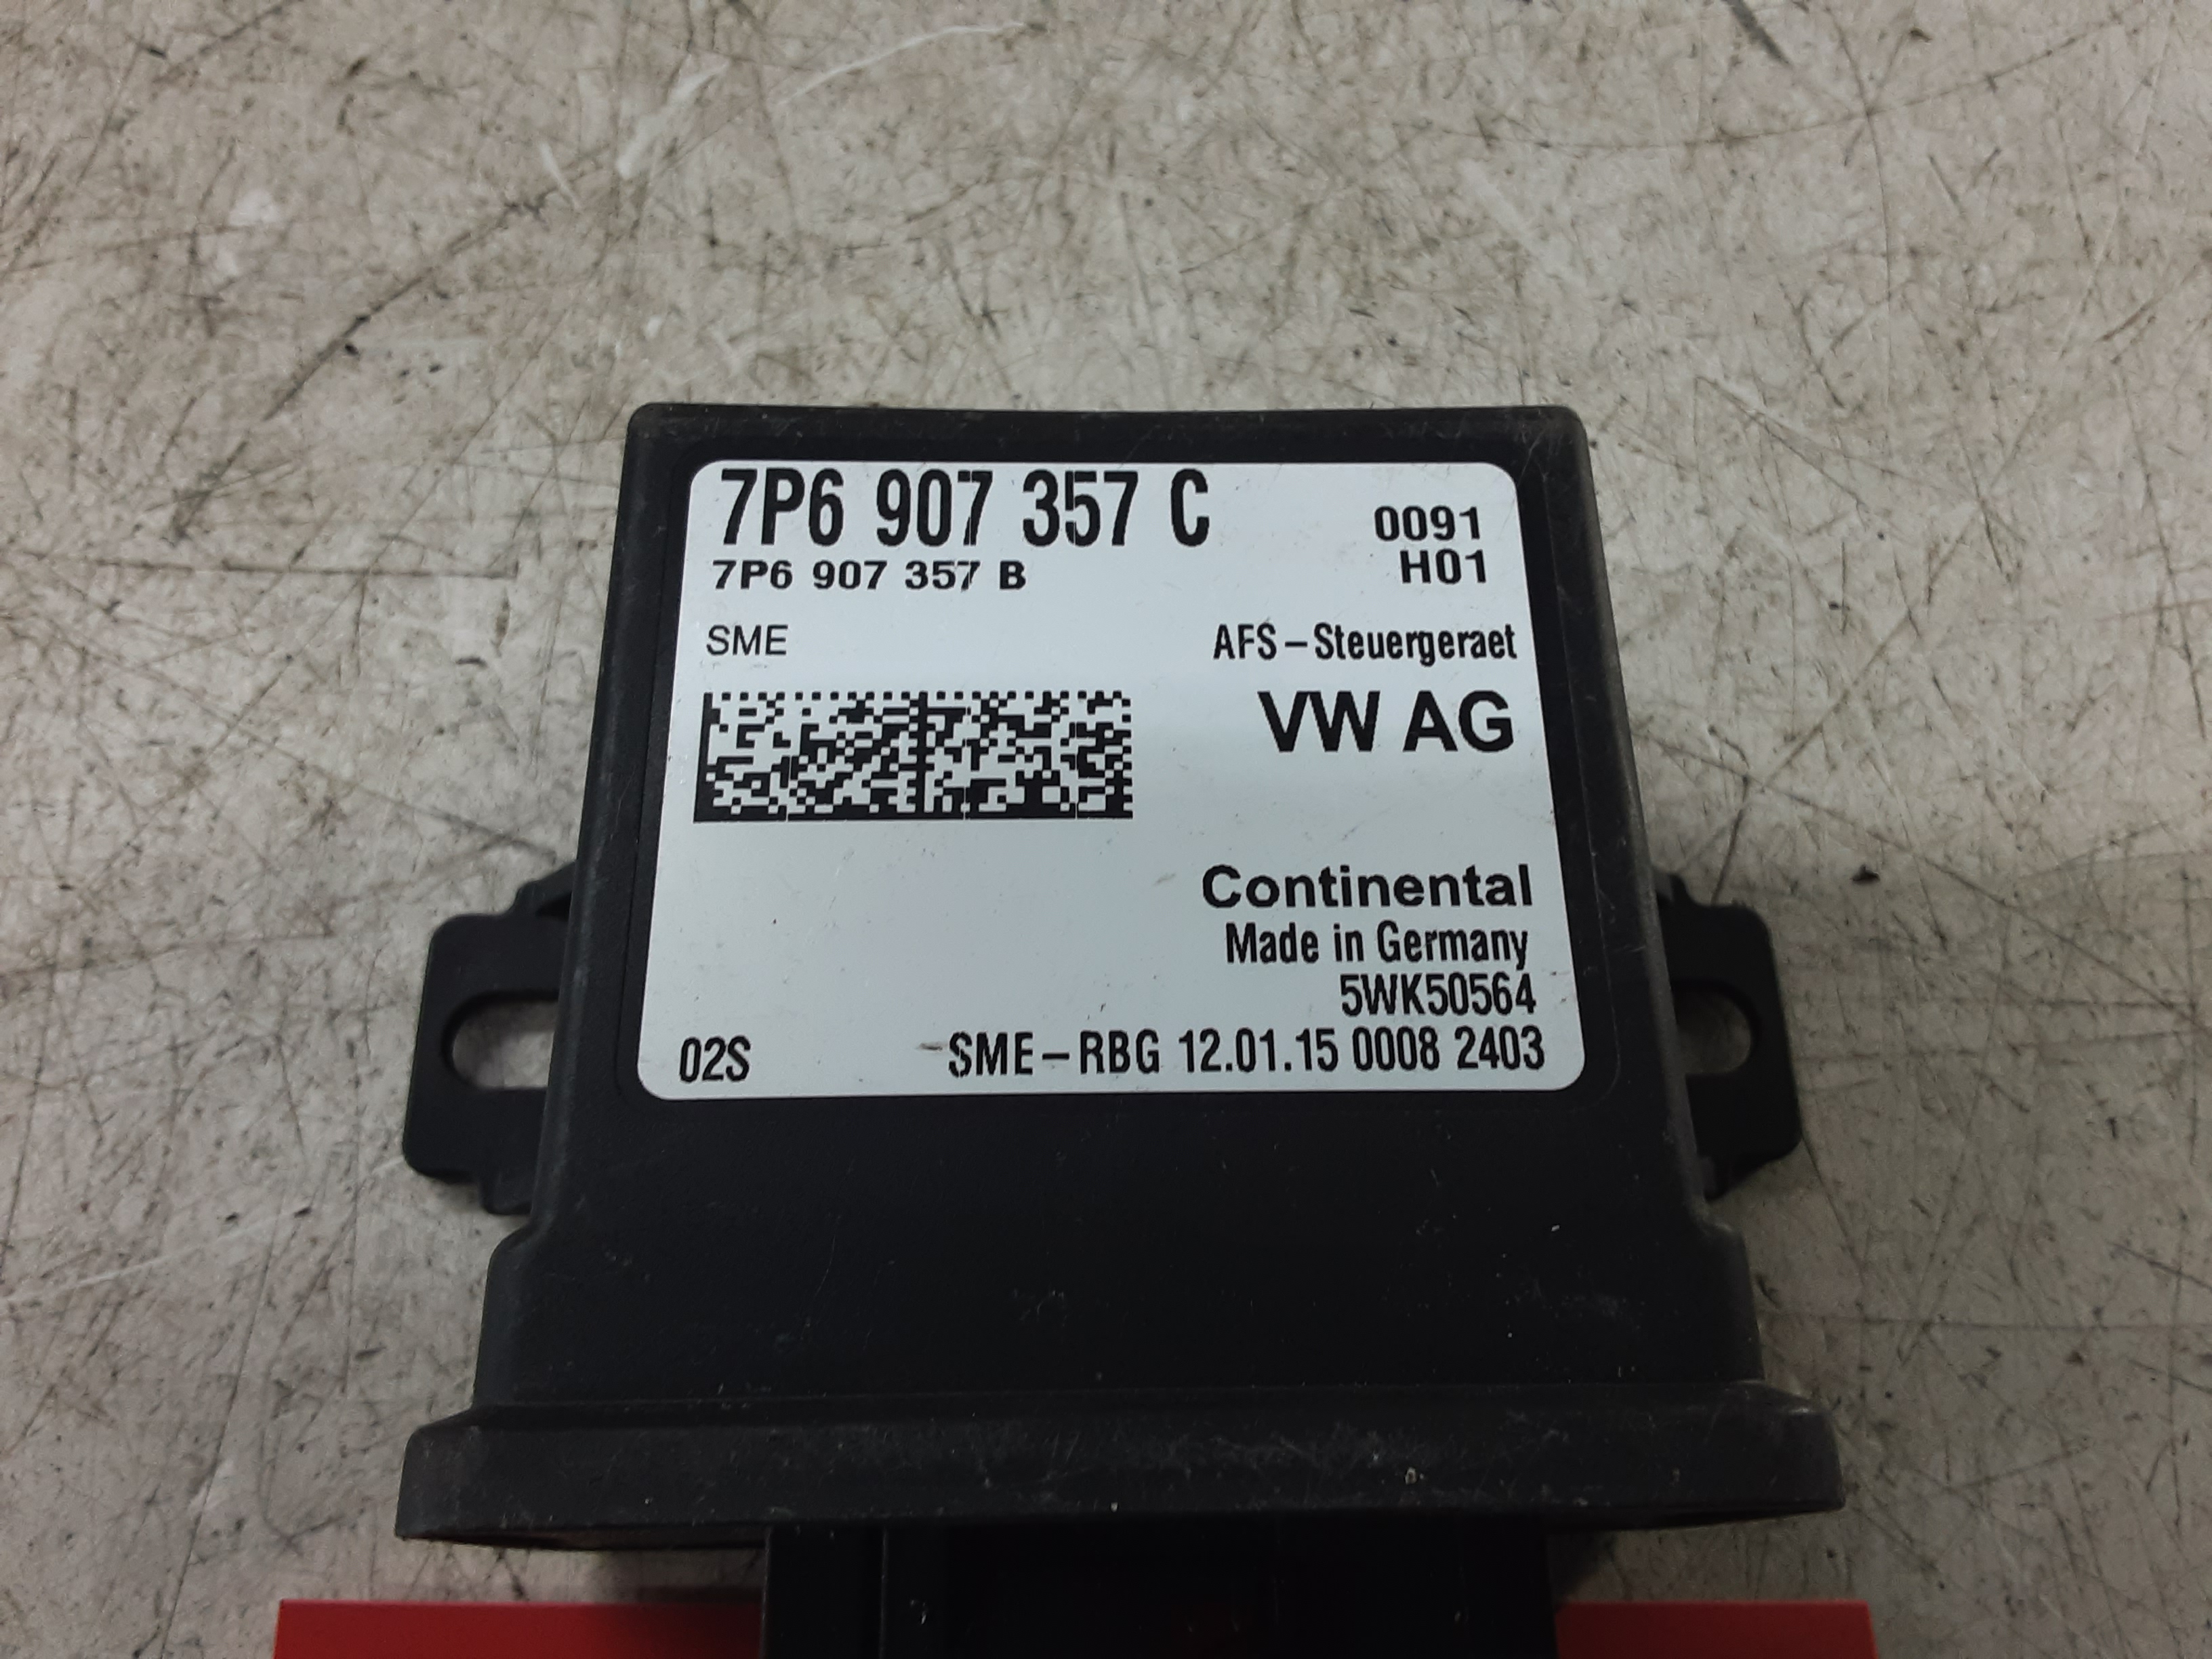 7P6 907 357 C
0091
7P6 907 357 B
H01
SME
AFS-Steuergeraet
VW AG
Continental
Made in Germany
5WK50564
02S
SME-RBG 12.01.15 0008 2403